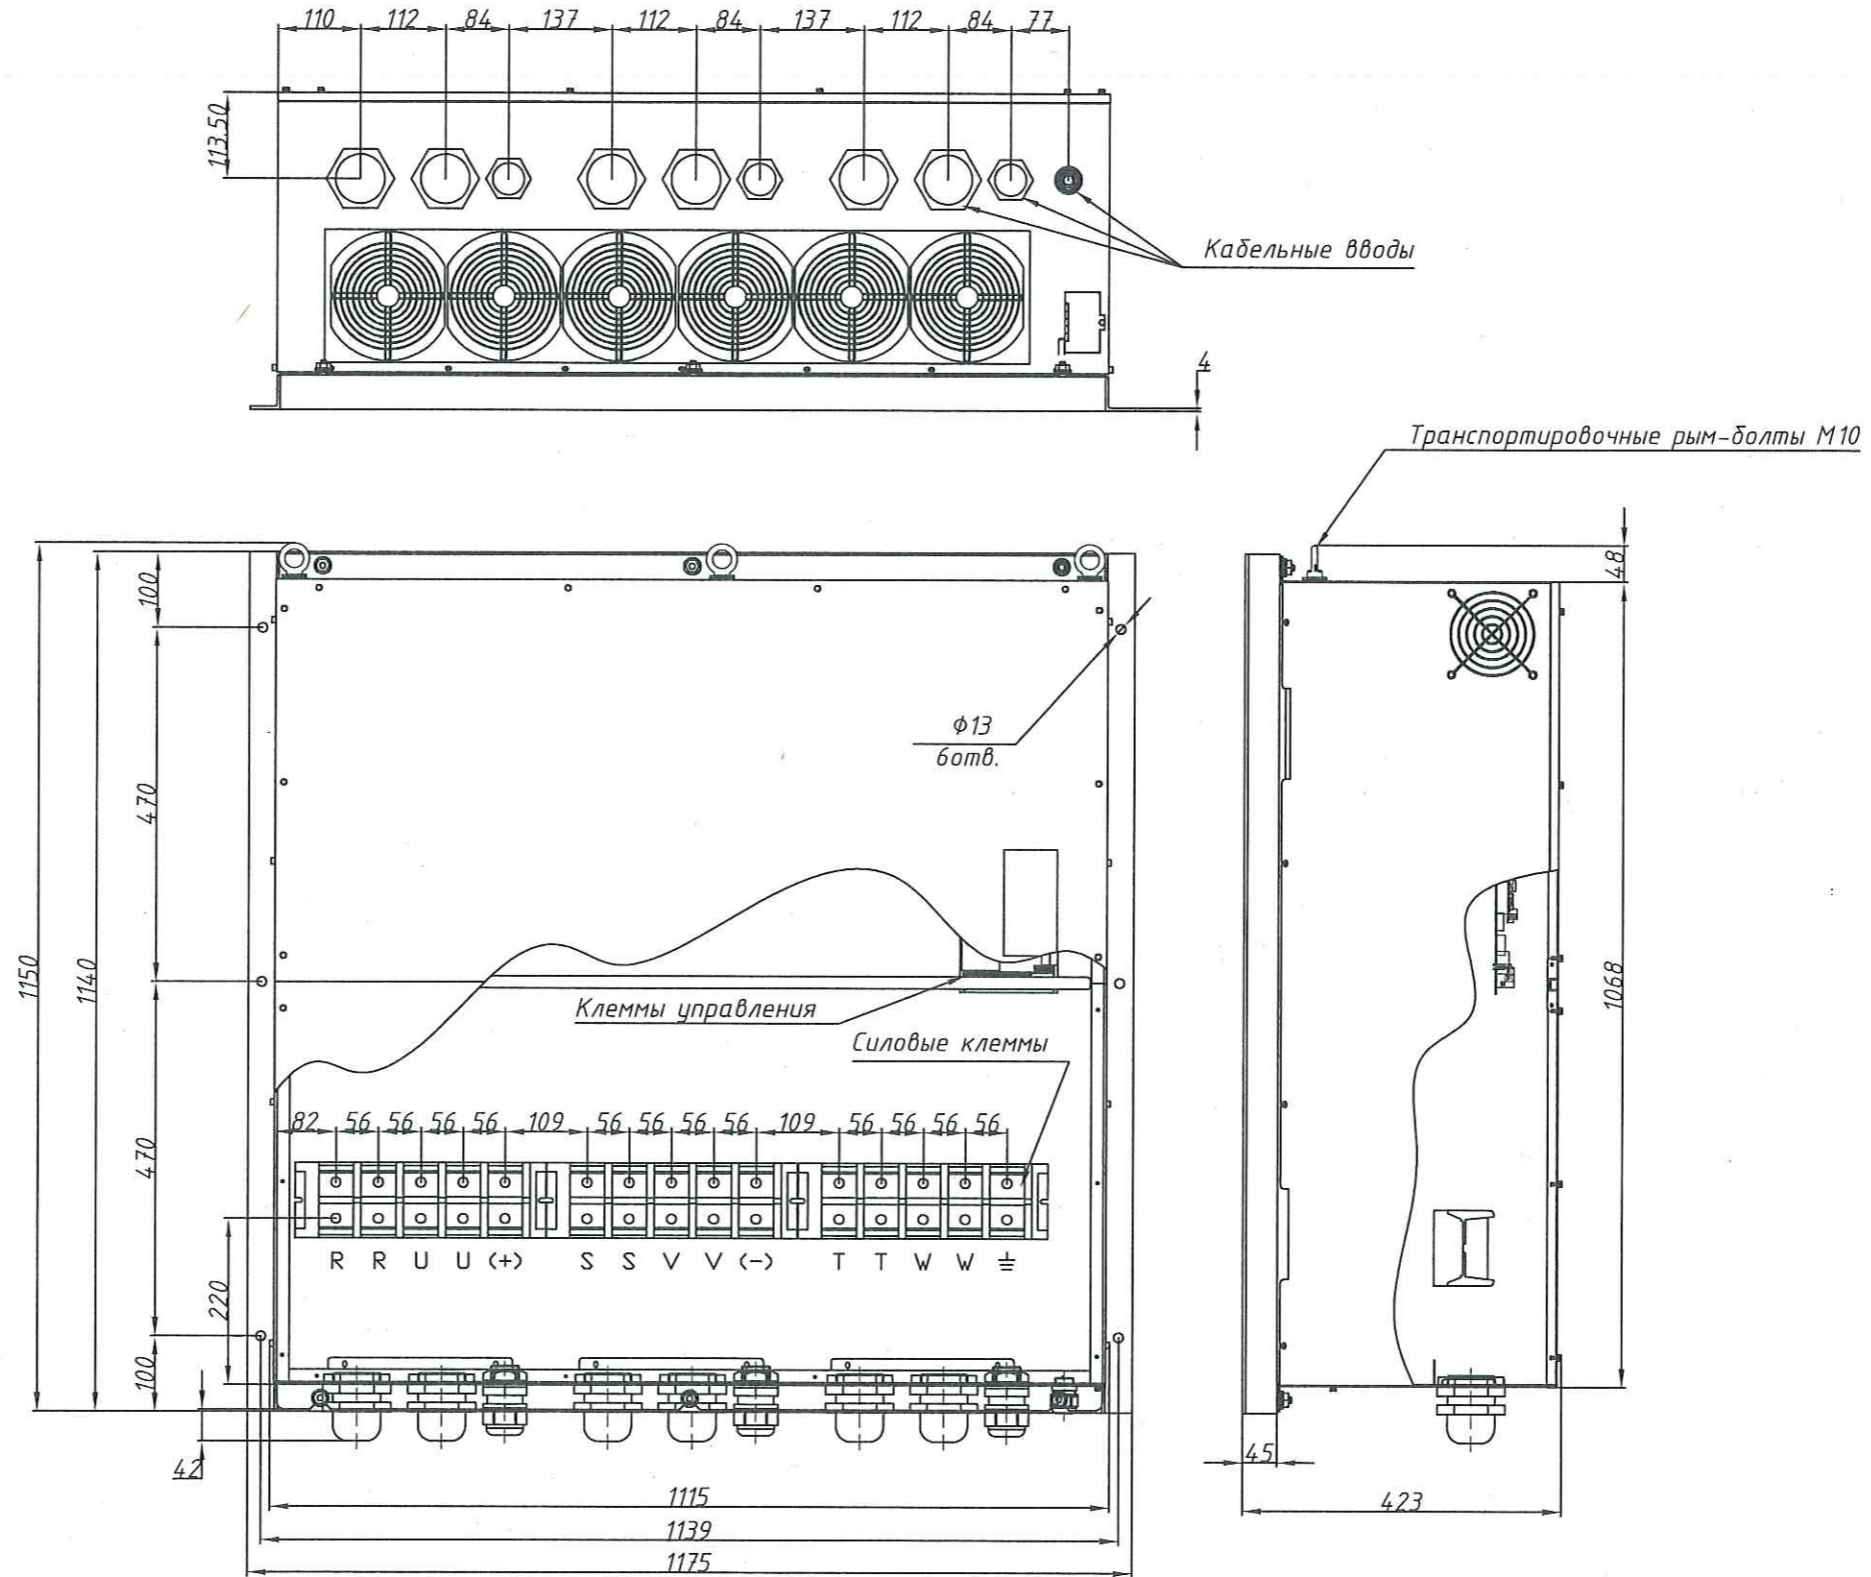 110 112 84 137 112 84 137 112 84 77
113.50
Кабельные вводы
4
Транспортировочные рым-болты М10
48
100
ϕ13
6отв.
470
1150
1140
1068
Клеммы управления
Силовые клеммы
82 56 56 56 56 109 56 56 56 56 109 56 56 56 56
470
R R U U (+) S S V V (-) T T W W ⏚
220
100
42
45
1115
423
1139
1175